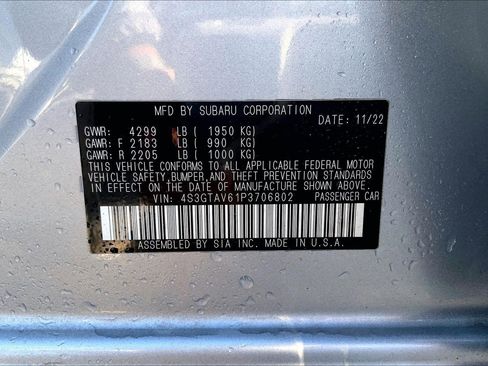 MFD BY SUBARU CORPORATION
DATE: 11/22
GVWR: 4299 LB ( 1950 KG)
GAWR: F 2183 LB ( 990 KG)
GAWR: R 2205 LB ( 1000 KG)
THIS VEHICLE CONFORMS TO ALL APPLICABLE FEDERAL MOTOR
VEHICLE SAFETY, BUMPER, AND THEFT PREVENTION STANDARDS
IN EFFECT ON THE DATE OF MANUFACTURE SHOWN ABOVE.
VIN: 4S3GTAV61P3706802 PASSENGER CAR
ASSEMBLED BY SIA INC. MADE IN U.S.A.